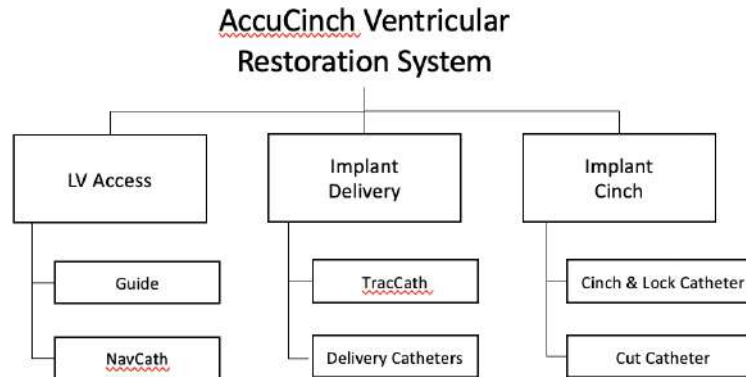 AccuCinch Ventricular
Restoration System
LV Access
Implant
Delivery
Implant
Cinch
Guide
TracCath
Cinch & Lock Catheter
NavCath
Delivery Catheters
Cut Catheter